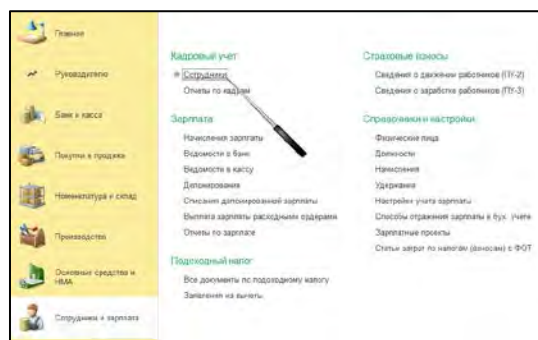 Главное
Руководителю
Банк и касса
Покупки и продажи
Номенклатура и склад
Производство
Основные средства и
НМА
Сотрудники и зарплата
Кадровый учет
Сотрудники
Отчеты по кадрам
Зарплата
Начисления зарплаты
Ведомости в банк
Ведомости в кассу
Депонирование
Списания депонированной зарплаты
Выплата зарплаты расходными ордерами
Отчеты по зарплате
Подоходный налог
Все документы по подоходному налогу
Заявления на вычеты
Страховые взносы
Сведения о движении работников (ПУ-2)
Сведения о заработке работников (ПУ-3)
Справочники и настройки
Физические лица
Должности
Начисления
Удержания
Настройки учета зарплаты
Способы отражения зарплаты в бух. учете
Зарплатные проекты
Статьи затрат по налогам (взносам) с ФОТ